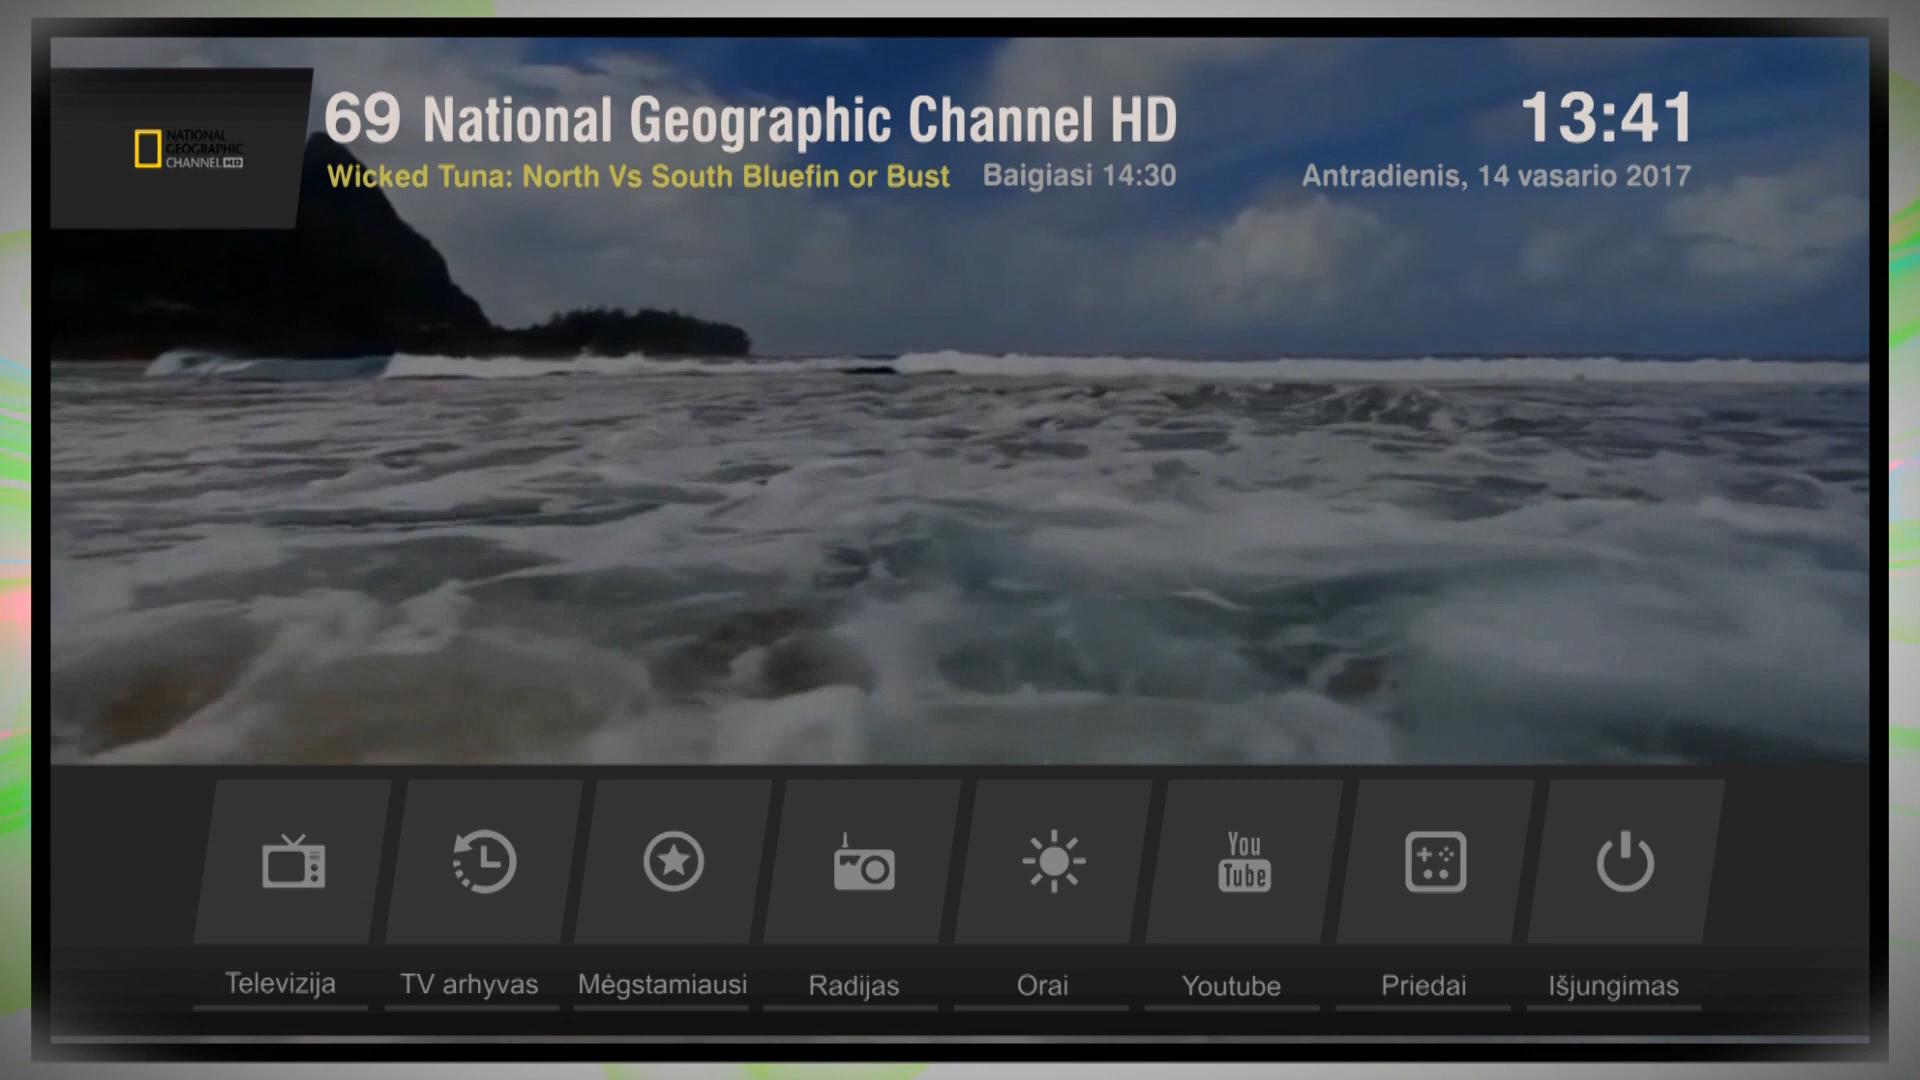 NATIONAL
GEOGRAPHIC
CHANNEL HD
69 National Geographic Channel HD
13:41
Wicked Tuna: North Vs South Bluefin or Bust Baigiasi 14:30
Antradienis, 14 vasario 2017
You
Tube
Televizija TV arhyvas Mėgstamiausi Radijas Orai Youtube Priedai Išjungimas